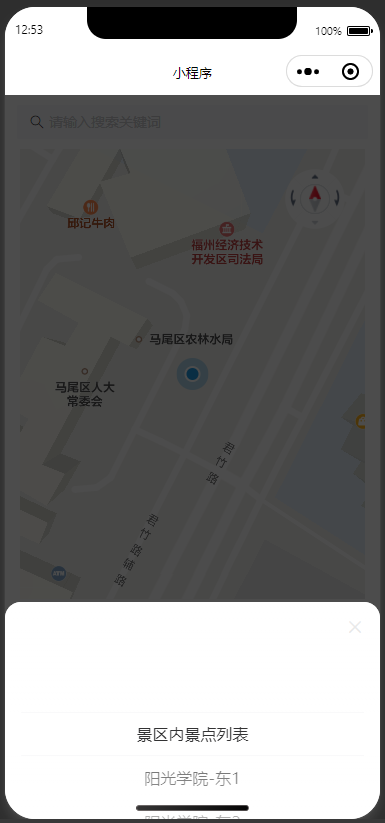 12:53
100%
小程序
请输入搜索关键词
邱记牛肉
福州经济技术
开发区司法局
马尾区农林水局
马尾区人大
常委会
君竹路
君竹路辅路
景区内景点列表
阳光学院-东1